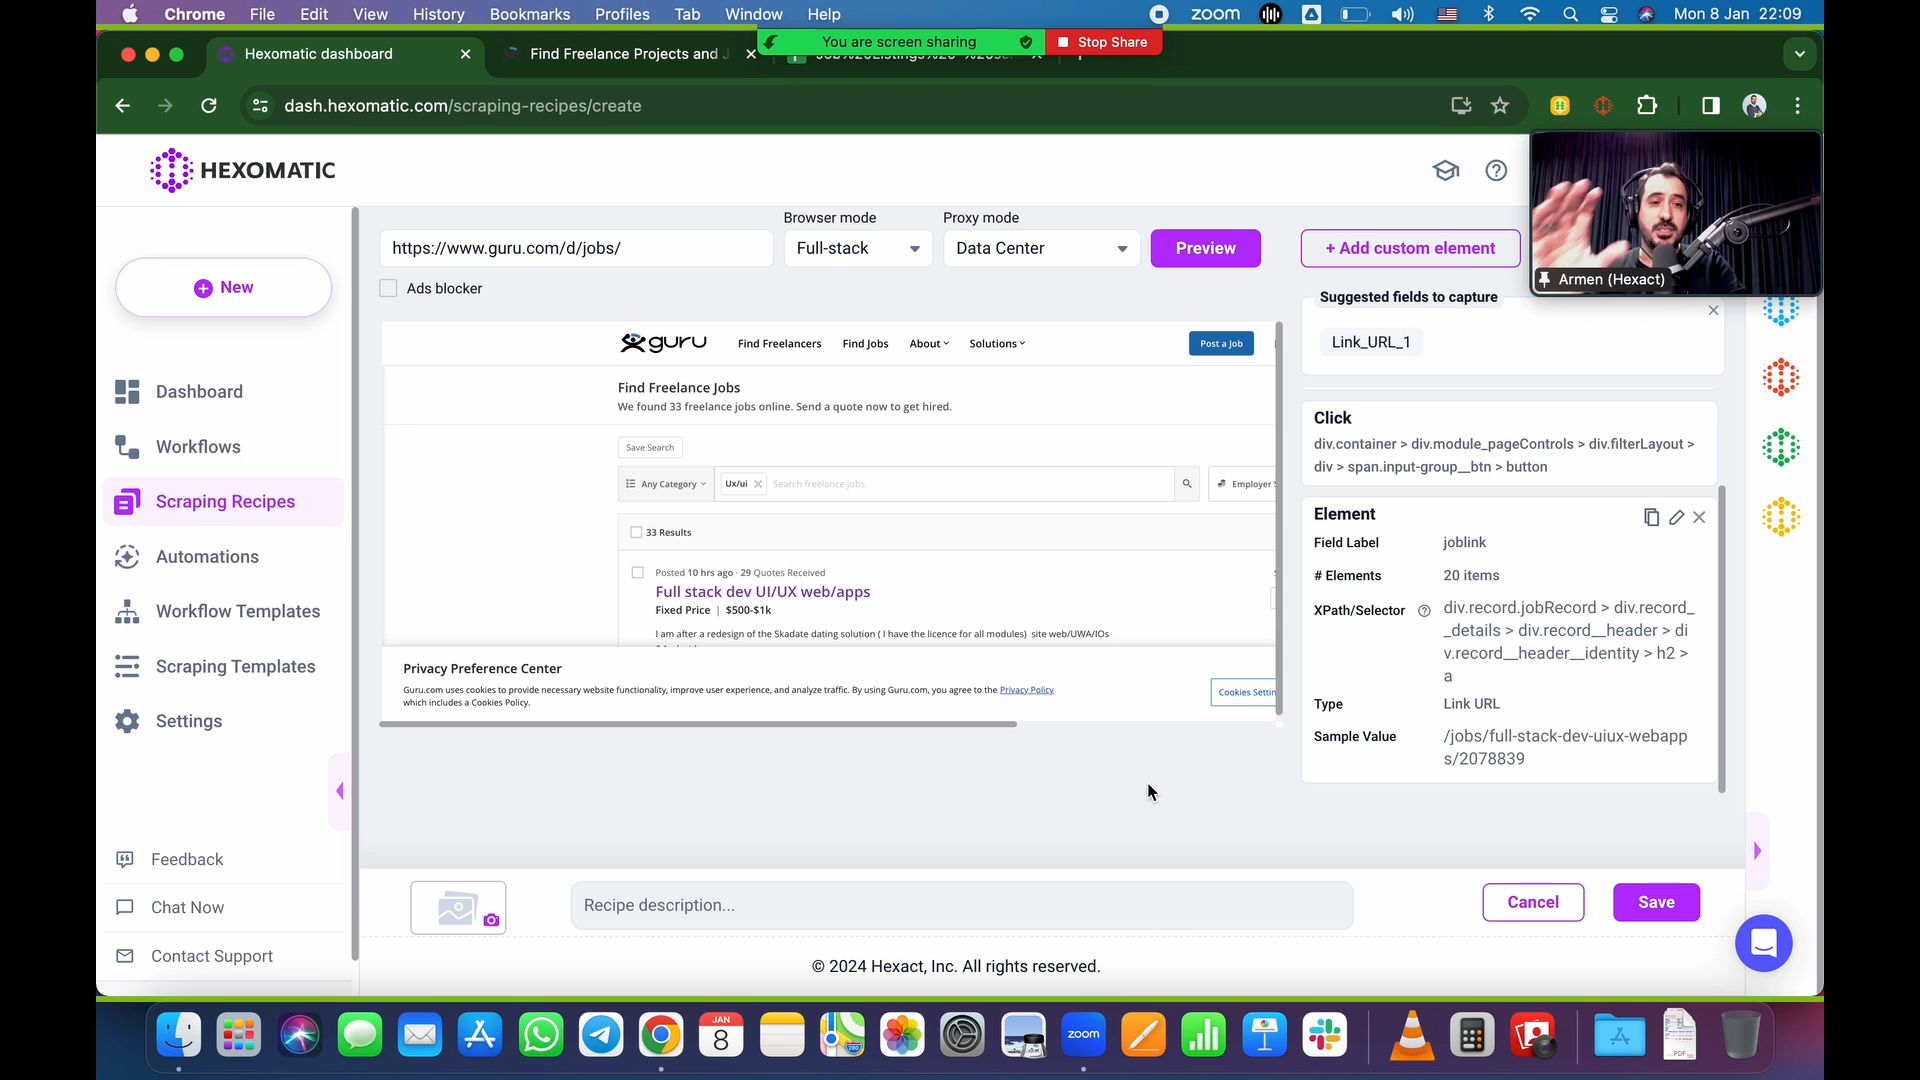 Chrome File Edit View History Bookmarks Profiles Tab Window Help
zoom Mon 8 Jan 22:09
You are screen sharing Stop Share
Hexomatic dashboard
Find Freelance Projects and J
dash.hexomatic.com/scraping-recipes/create
HEXOMATIC
Armen (Hexact)
New
Dashboard
Workflows
Scraping Recipes
Automations
Workflow Templates
Scraping Templates
Settings
Feedback
Chat Now
Contact Support
Browser mode
Proxy mode
https://www.guru.com/d/jobs/
Full-stack
Data Center
Preview
+ Add custom element
Ads blocker
guru
Find Freelancers
Find Jobs
About
Solutions
Post a Job
Find Freelance Jobs
We found 33 freelance jobs online. Send a quote now to get hired.
Save Search
Any Category
Ux/ui
Search freelance jobs
Employer
33 Results
Posted 10 hrs ago · 29 Quotes Received
Full stack dev UI/UX web/apps
Fixed Price | $500-$1k
I am after a redesign of the Skadate dating solution ( I have the licence for all modules) site web/UWA/IOs
Privacy Preference Center
Guru.com uses cookies to provide necessary website functionality, improve user experience, and analyze traffic. By using Guru.com, you agree to the Privacy Policy
which includes a Cookies Policy.
Cookies Settin
Suggested fields to capture
Link_URL_1
Click
div.container > div.module_pageControls > div.filterLayout >
div > span.input-group__btn > button
Element
Field Label joblink
# Elements 20 items
XPath/Selector div.record.jobRecord > div.record_
_details > div.record__header > di
v.record__header__identity > h2 >
a
Type Link URL
Sample Value /jobs/full-stack-dev-uiux-webapp
s/2078839
Recipe description...
Cancel
Save
© 2024 Hexact, Inc. All rights reserved.
JAN
8
zoom
PDF